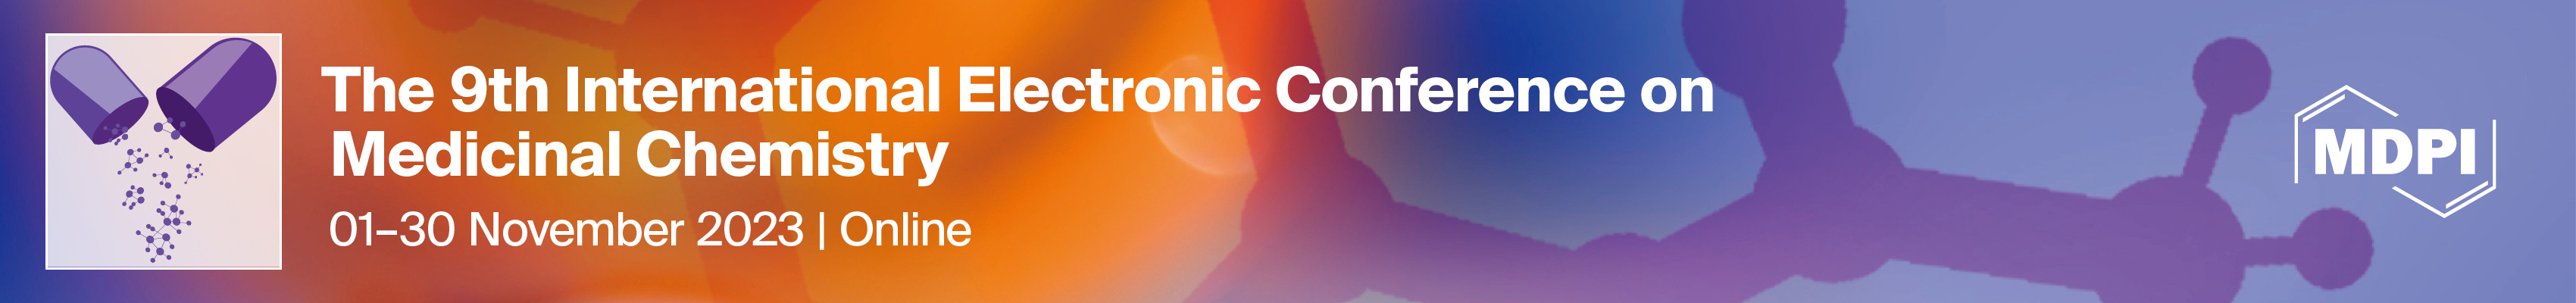 The 9th International Electronic Conference on
Medicinal Chemistry
01–30 November 2023 | Online
MDPI